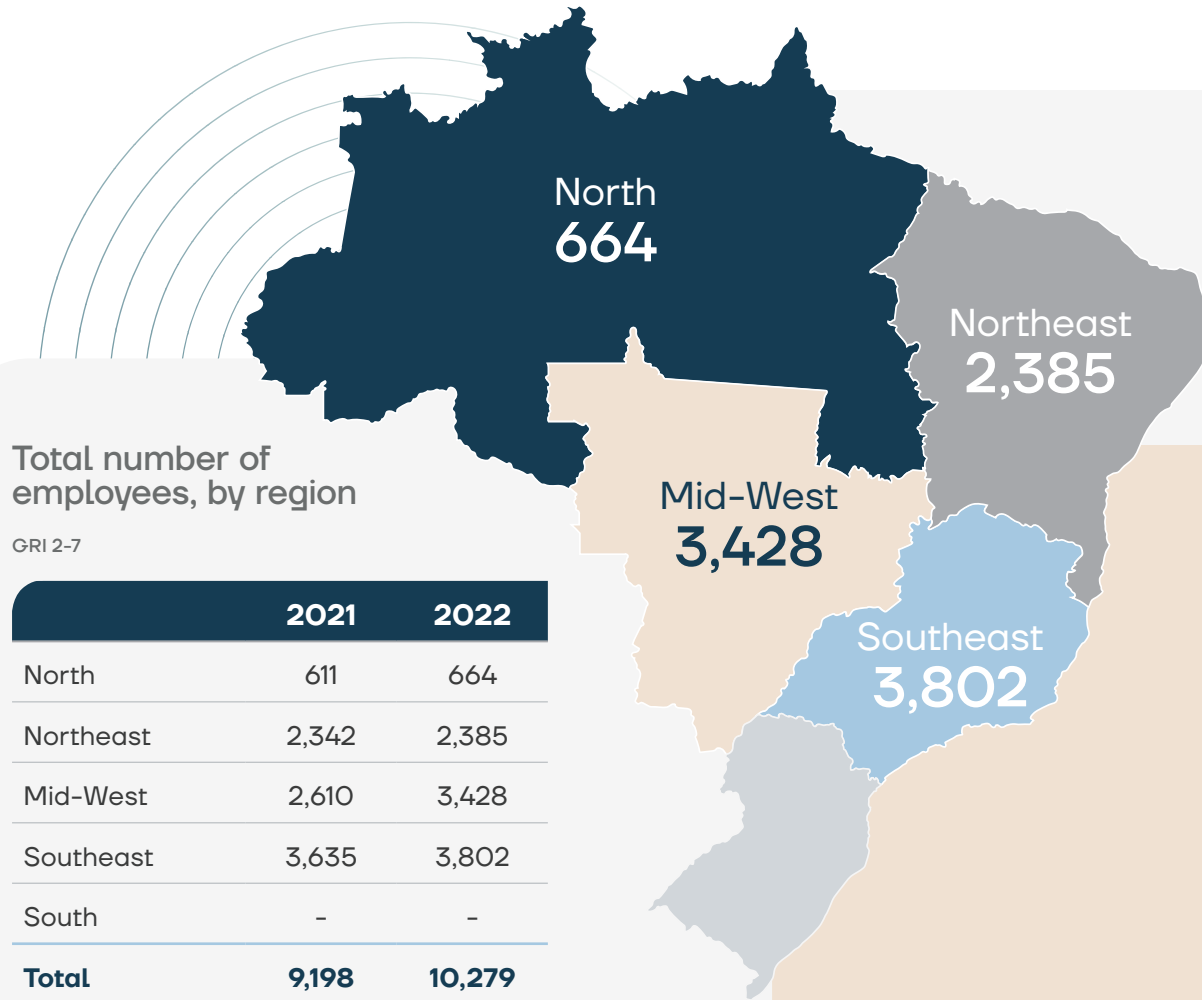 North
664
Northeast
2,385
Mid-West
3,428
Southeast
3,802
Total number of
employees, by region
GRI 2-7
2021 2022
North 611 664
Northeast 2,342 2,385
Mid-West 2,610 3,428
Southeast 3,635 3,802
South - -
Total 9,198 10,279